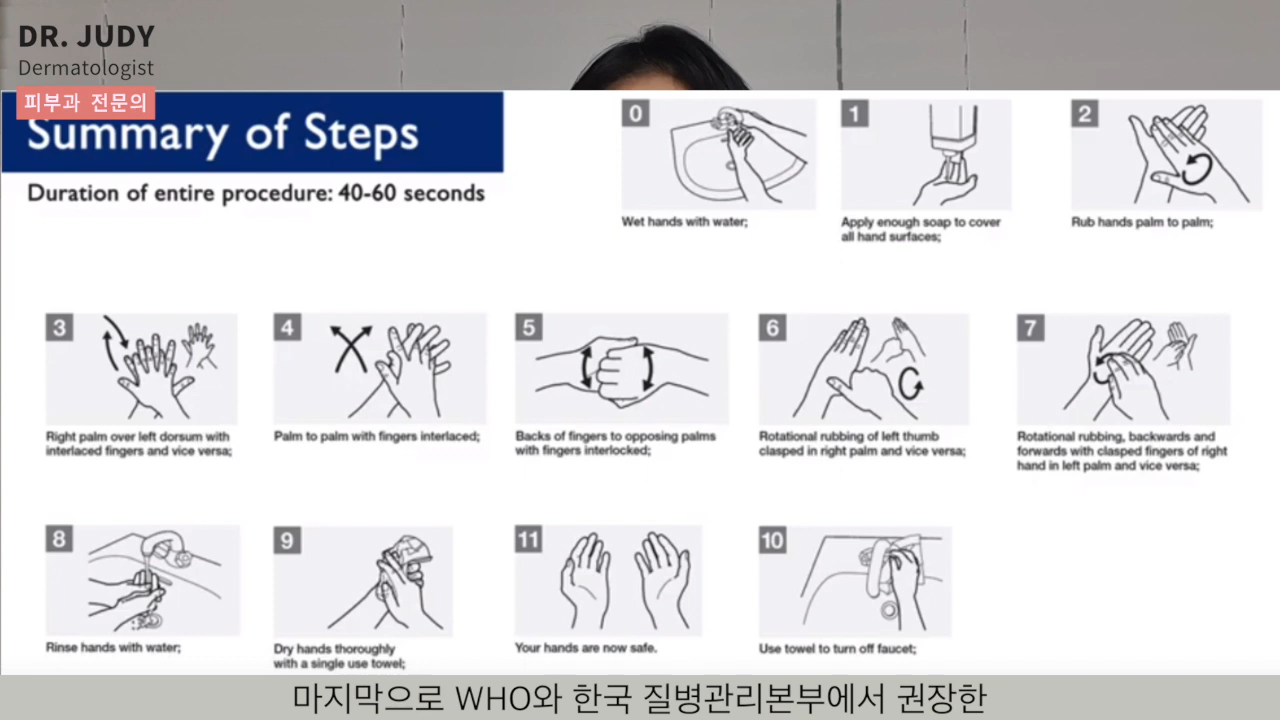 DR. JUDY
Dermatologist
피부과 전문의
Summary of Steps
Duration of entire procedure: 40-60 seconds
0
Wet hands with water;
1
Apply enough soap to cover
all hand surfaces;
2
Rub hands palm to palm;
3
Right palm over left dorsum with
interlaced fingers and vice versa;
4
Palm to palm with fingers interlaced;
5
Backs of fingers to opposing palms
with fingers interlocked;
6
Rotational rubbing of left thumb
clasped in right palm and vice versa;
7
Rotational rubbing, backwards and
forwards with clasped fingers of right
hand in left palm and vice versa;
8
Rinse hands with water;
9
Dry hands thoroughly
with a single use towel;
11
Your hands are now safe.
10
Use towel to turn off faucet;
마지막으로 WHO와 한국 질병관리본부에서 권장한